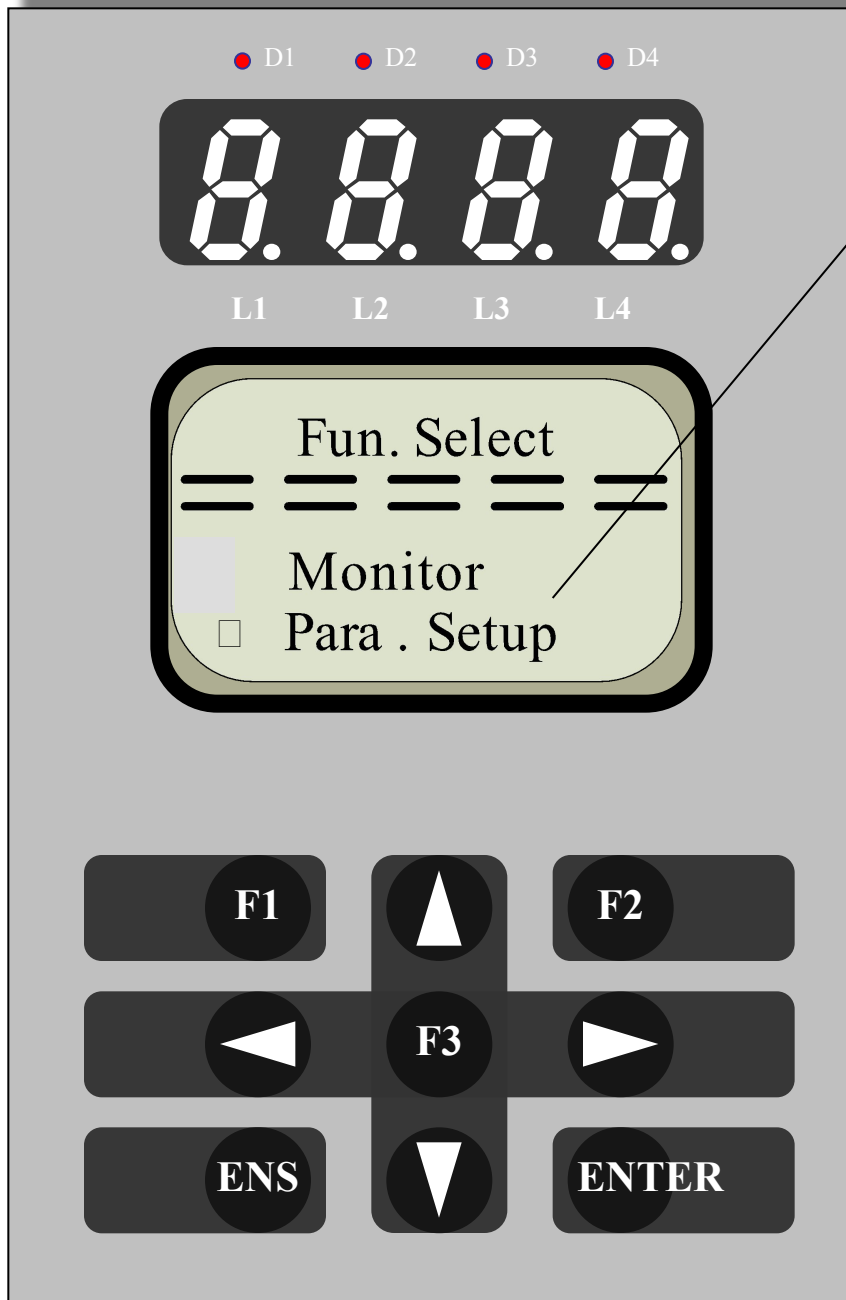 D1 D2 D3 D4
8.8.8.8.
L1 L2 L3 L4
Fun. Select
Monitor
Para . Setup
F1 F2
F3
ENS ENTER